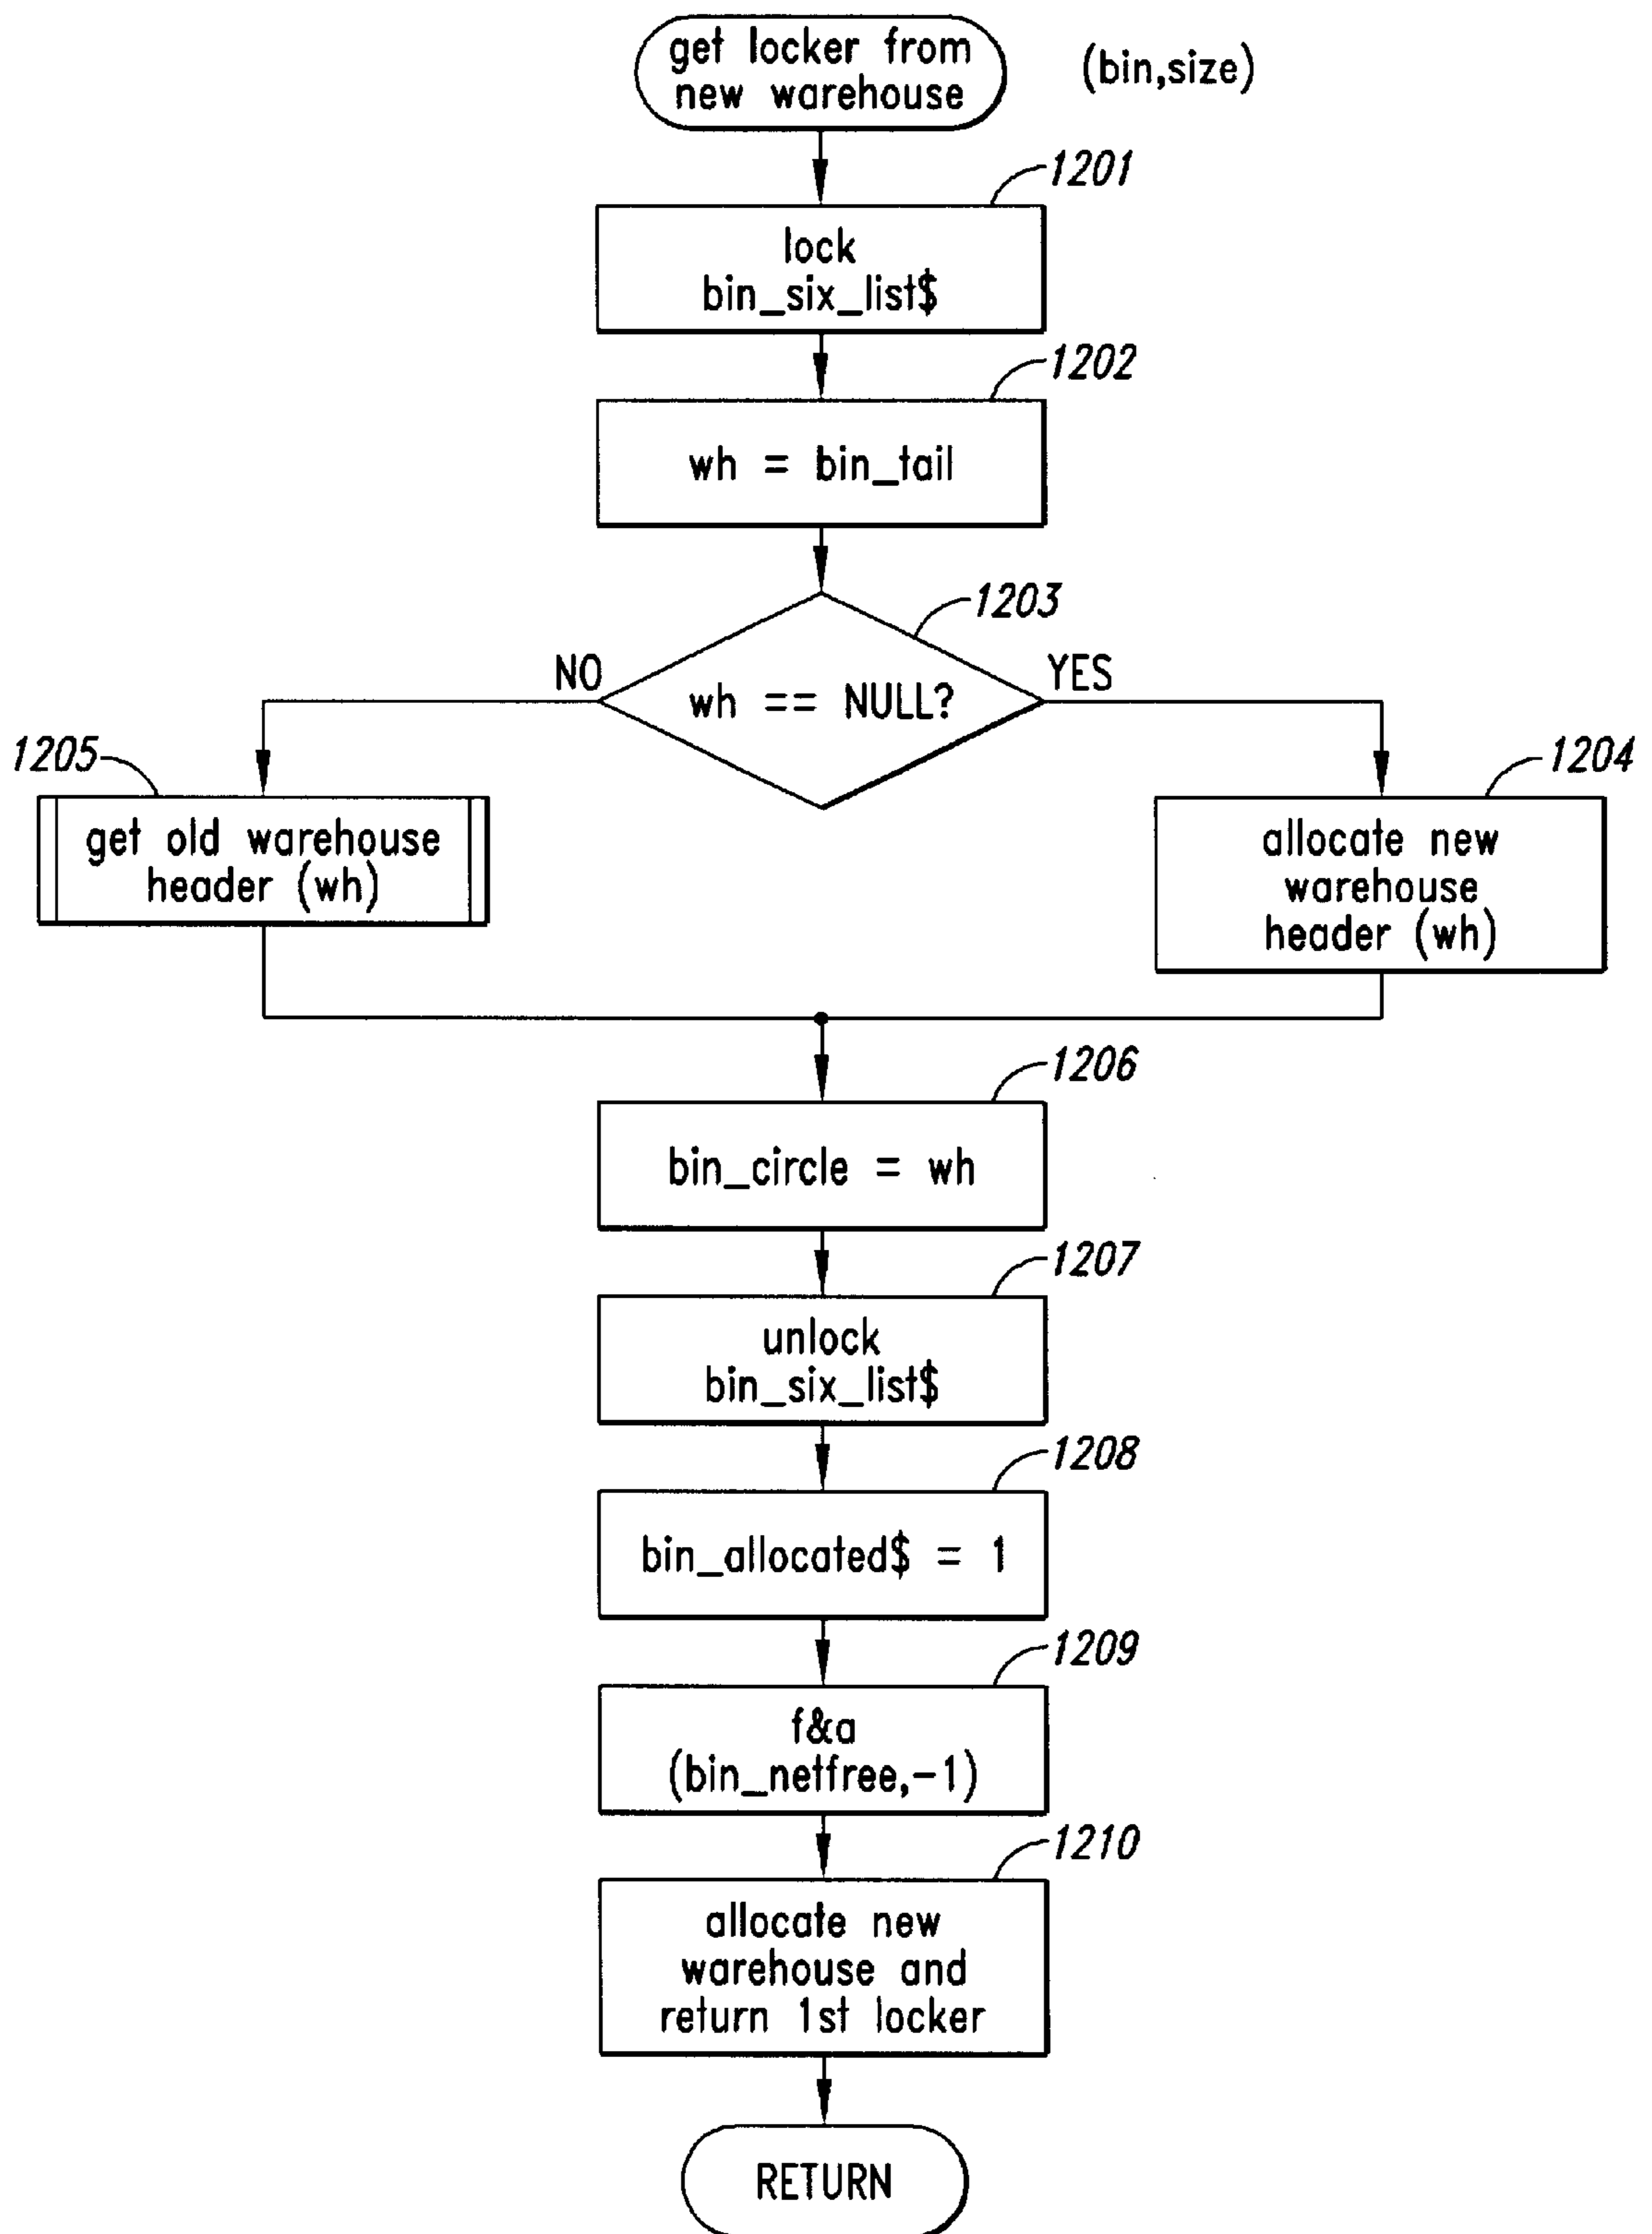 get locker from
new warehouse
(bin,size)
1201
lock
bin_six_list$
1202
wh = bin_tail
1203
NO
wh == NULL?
YES
1205
get old warehouse
header (wh)
1204
allocate new
warehouse
header (wh)
1206
bin_circle = wh
1207
unlock
bin_six_list$
1208
bin_allocated$ = 1
1209
f&a
(bin_netfree,-1)
1210
allocate new
warehouse and
return 1st locker
RETURN